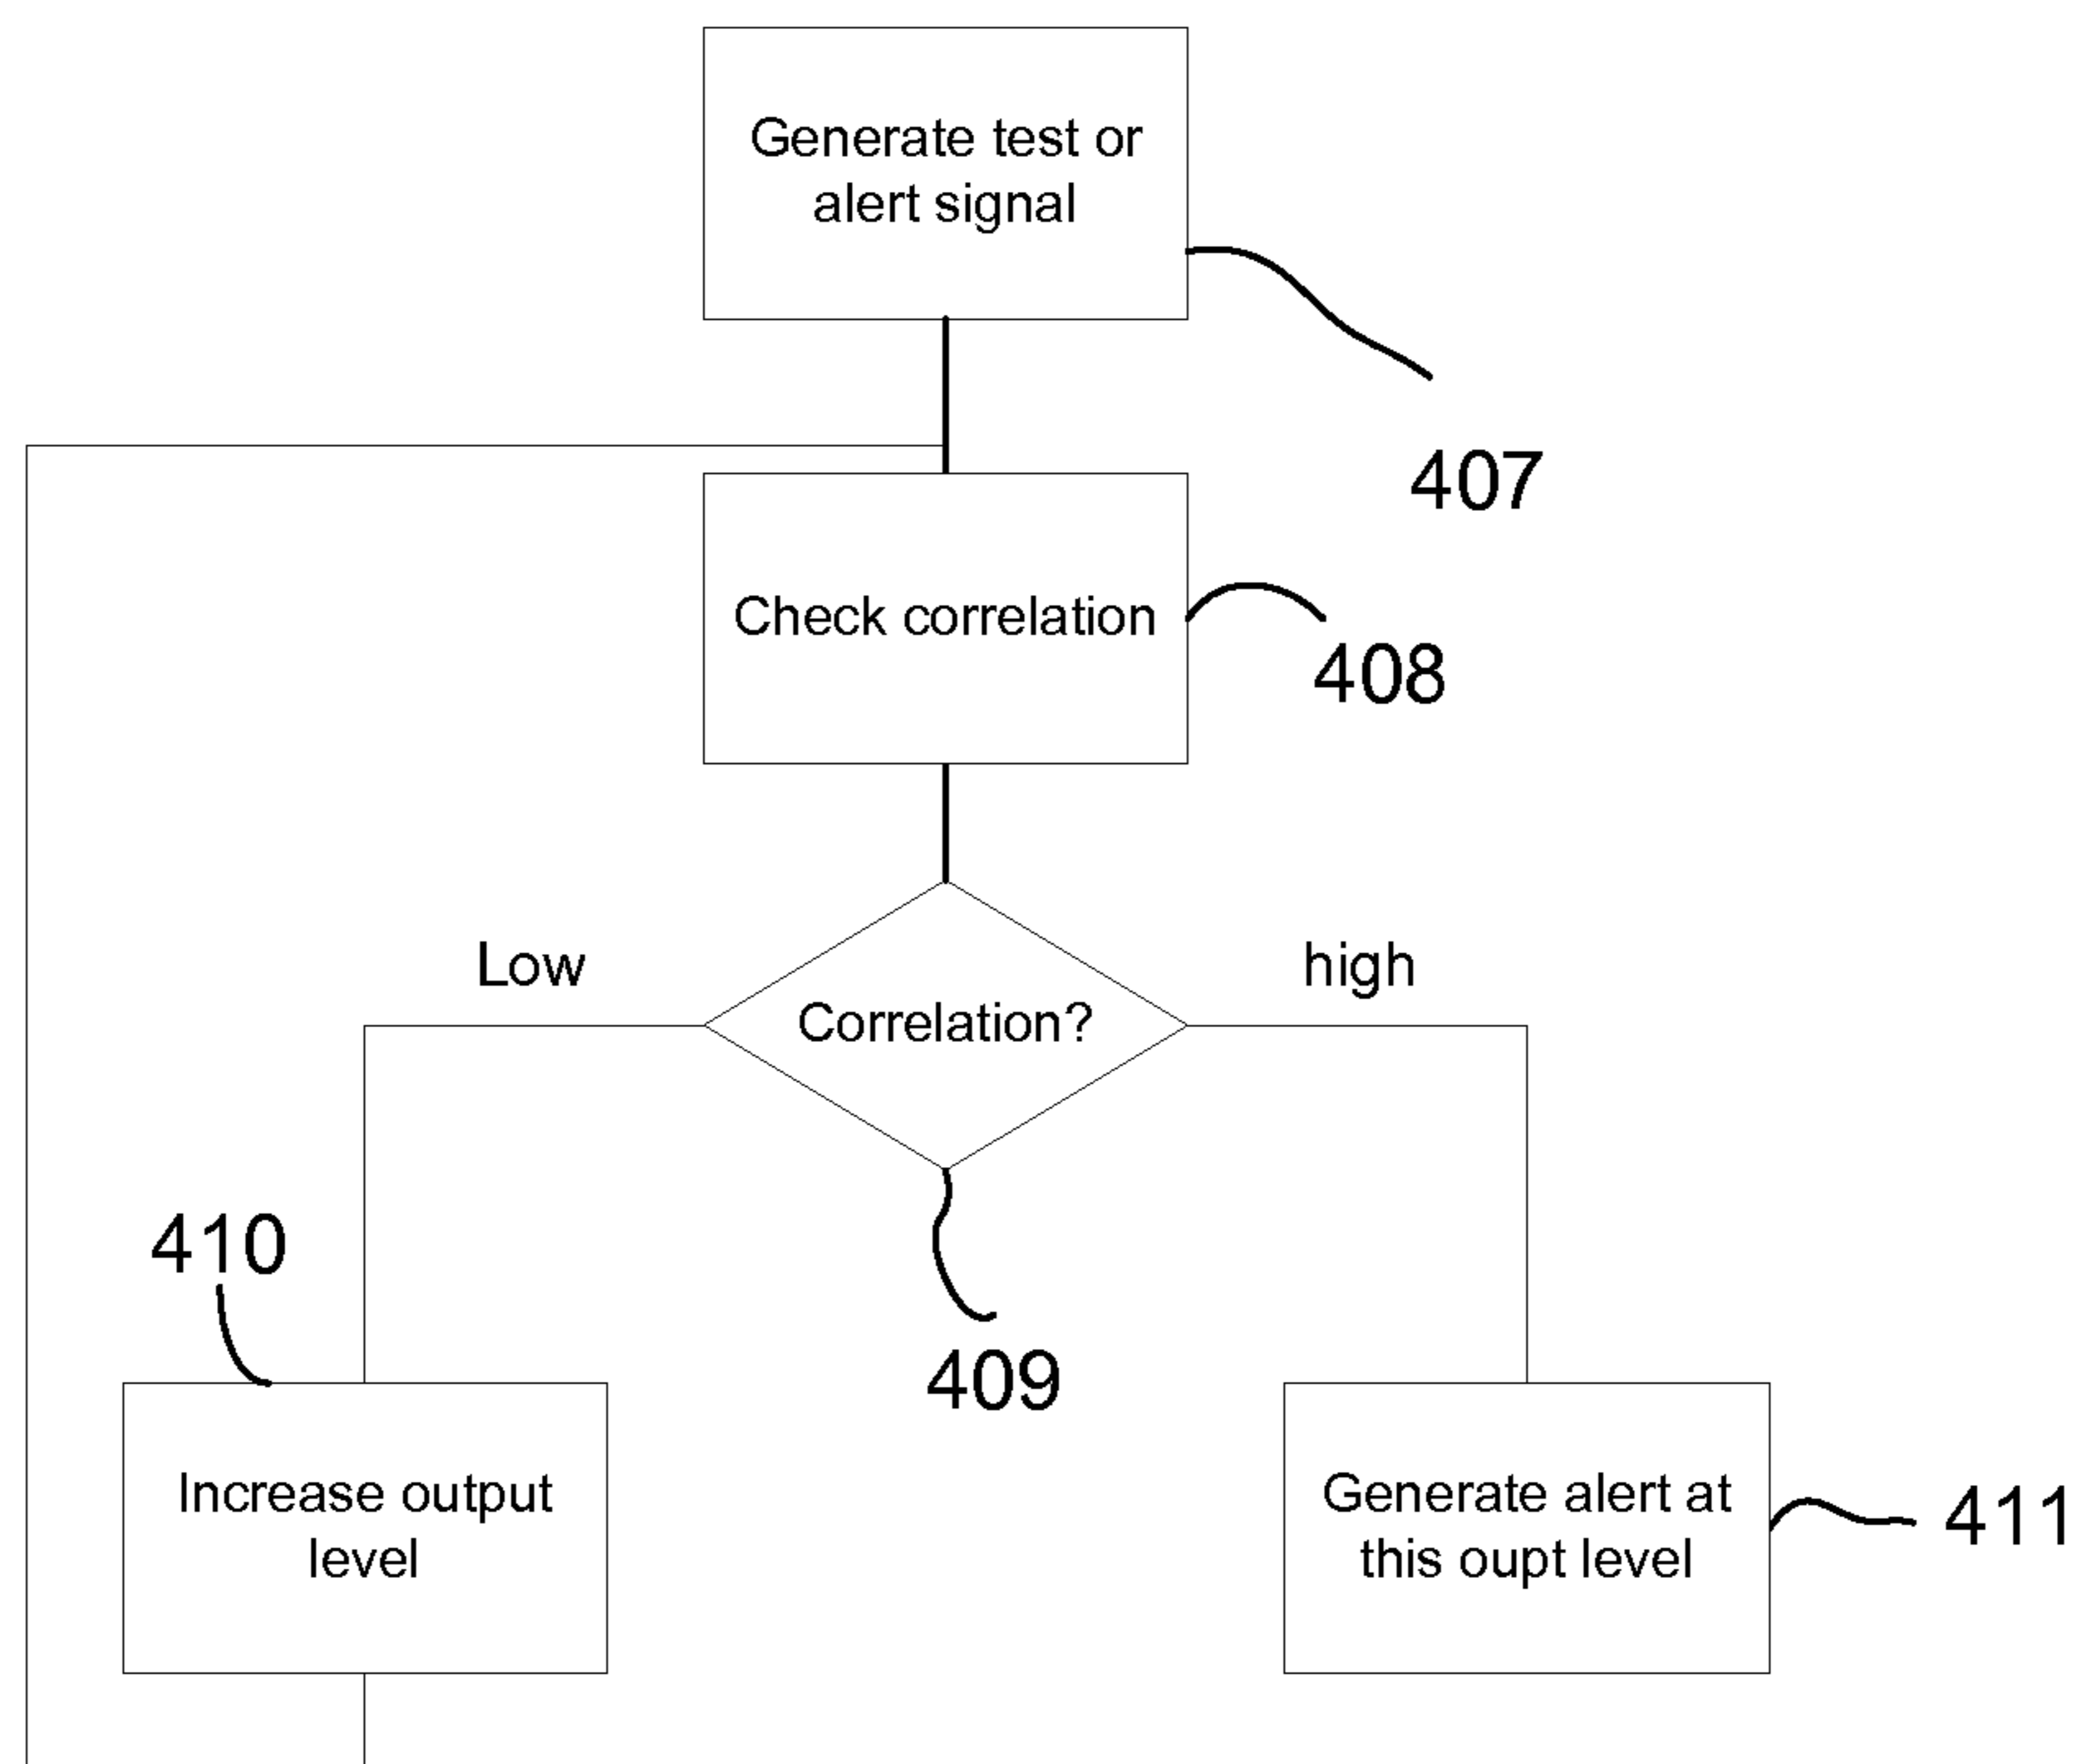 Generate test or
alert signal
407
Check correlation
408
Low
high
Correlation?
410
409
Increase output
level
Generate alert at
this oupt level
411